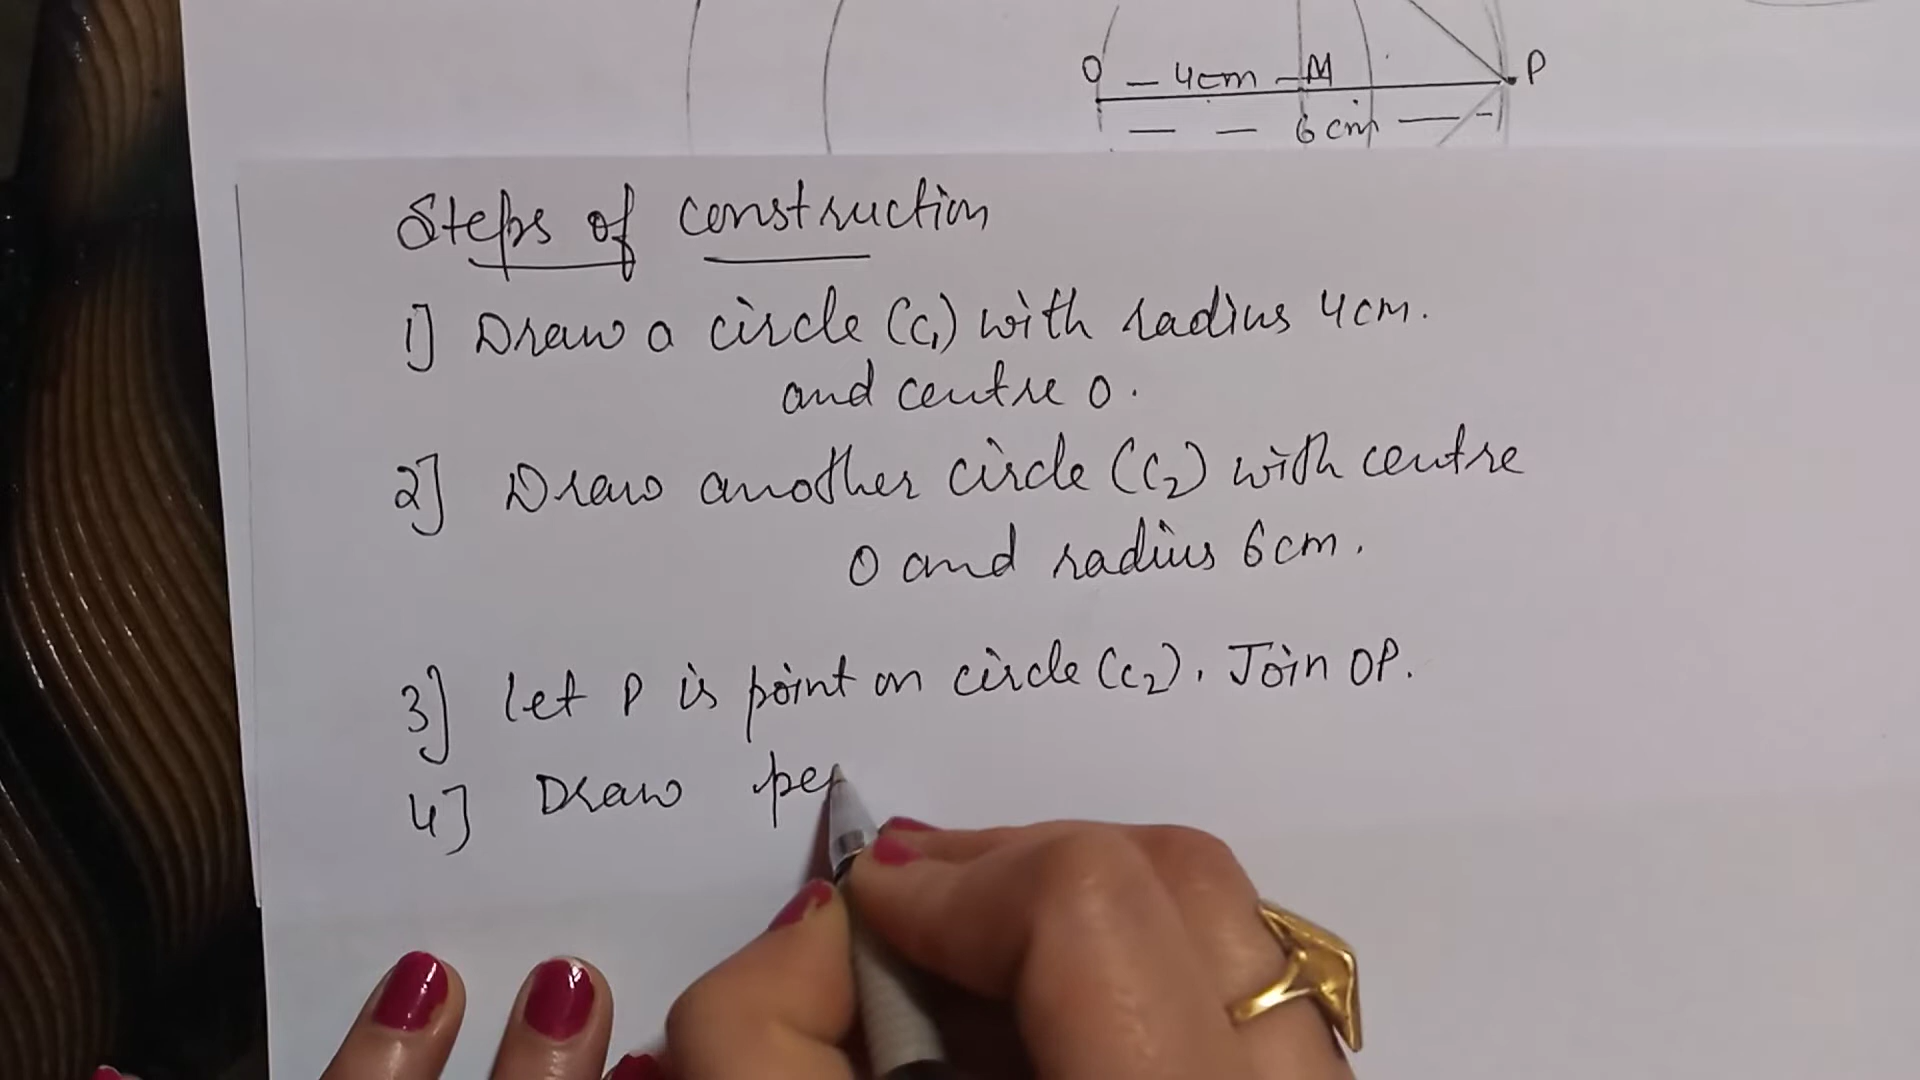 O — 4cm — M P
— — 6 cm — -
Steps of construction
1] Draw a circle (C₁) with radius 4cm.
and centre O.
2] Draw another circle (C₂) with centre
O and radius 6cm.
3] Let P is point on circle (C₂). Join OP.
4] Draw per